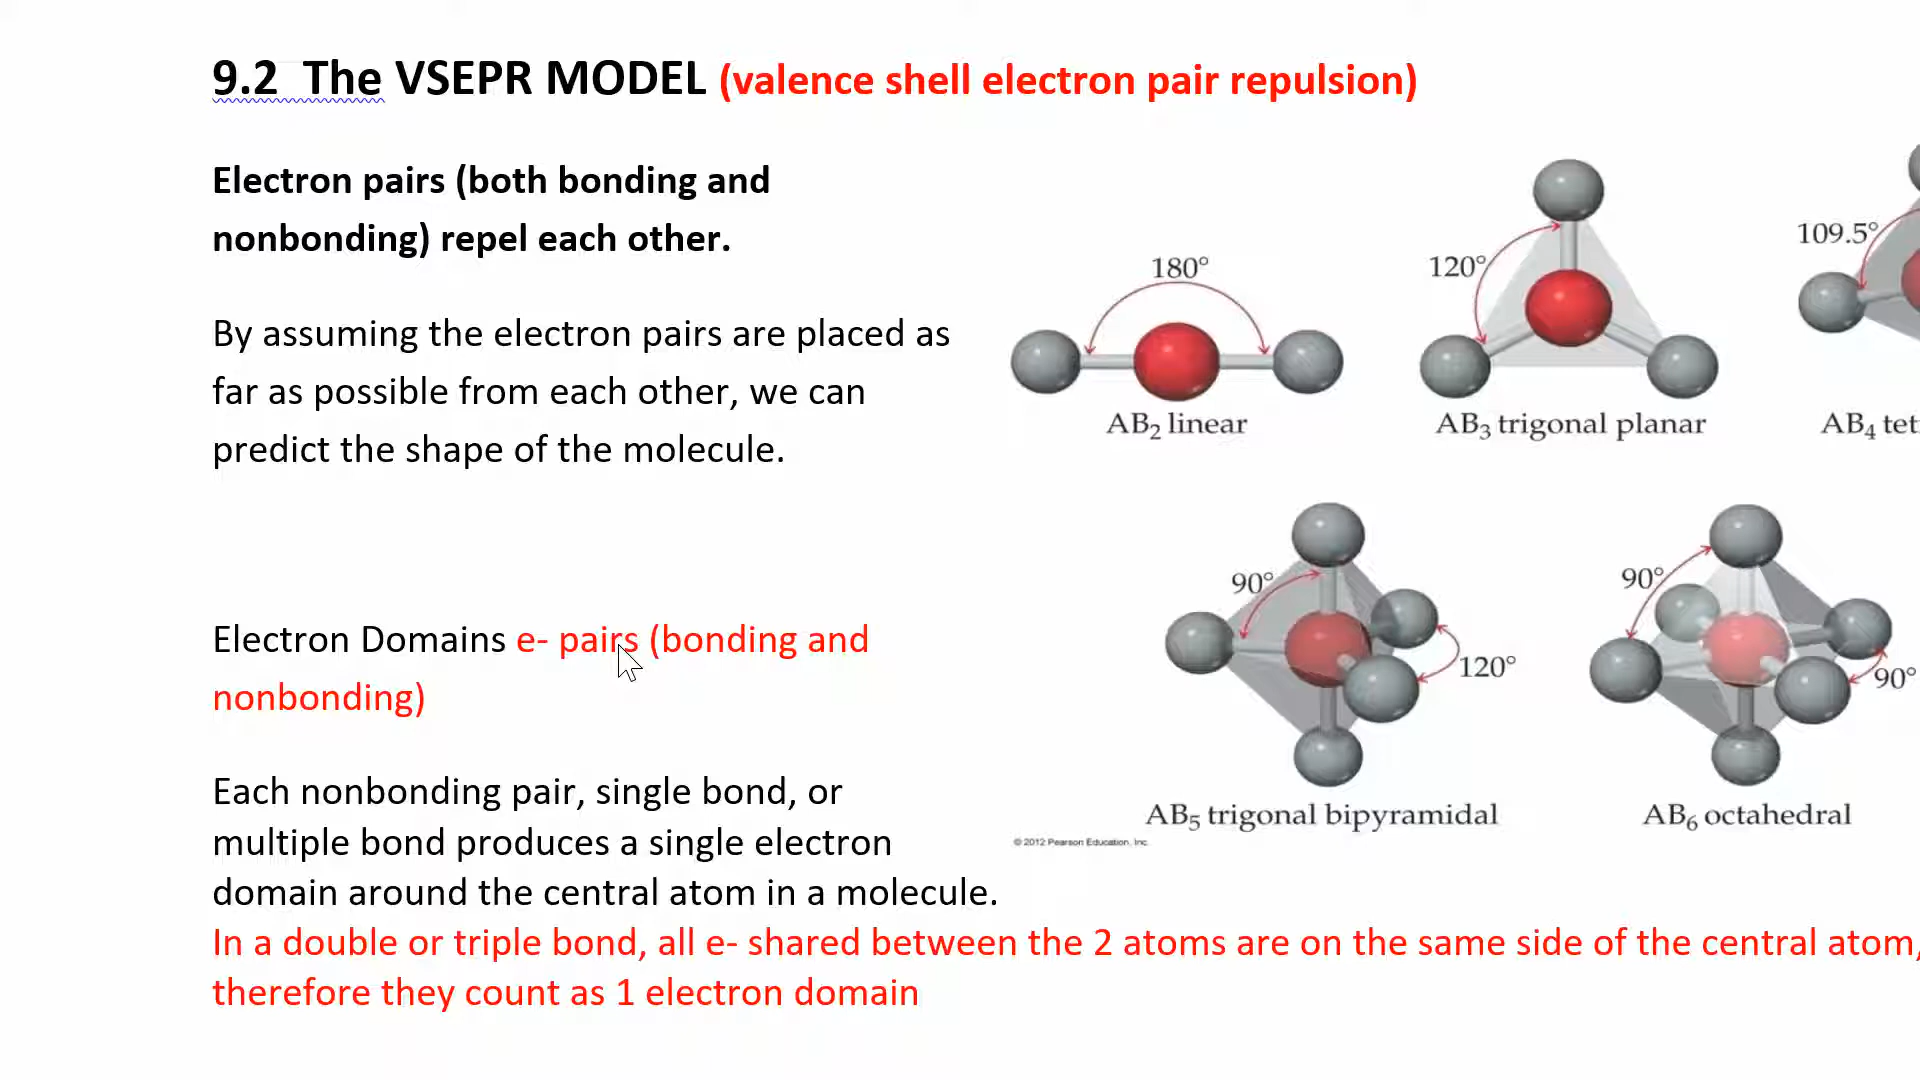 9.2  The VSEPR MODEL (valence shell electron pair repulsion)
Electron pairs (both bonding and
nonbonding) repel each other.
By assuming the electron pairs are placed as
far as possible from each other, we can
predict the shape of the molecule.
Electron Domains e- pairs (bonding and
nonbonding)
Each nonbonding pair, single bond, or
multiple bond produces a single electron
domain around the central atom in a molecule.
In a double or triple bond, all e- shared between the 2 atoms are on the same side of the central atom,
therefore they count as 1 electron domain
180°
AB₂ linear
120°
AB₃ trigonal planar
109.5°
AB₄ tet
90°
120°
AB₅ trigonal bipyramidal
90°
90°
AB₆ octahedral
© 2012 Pearson Education, Inc.